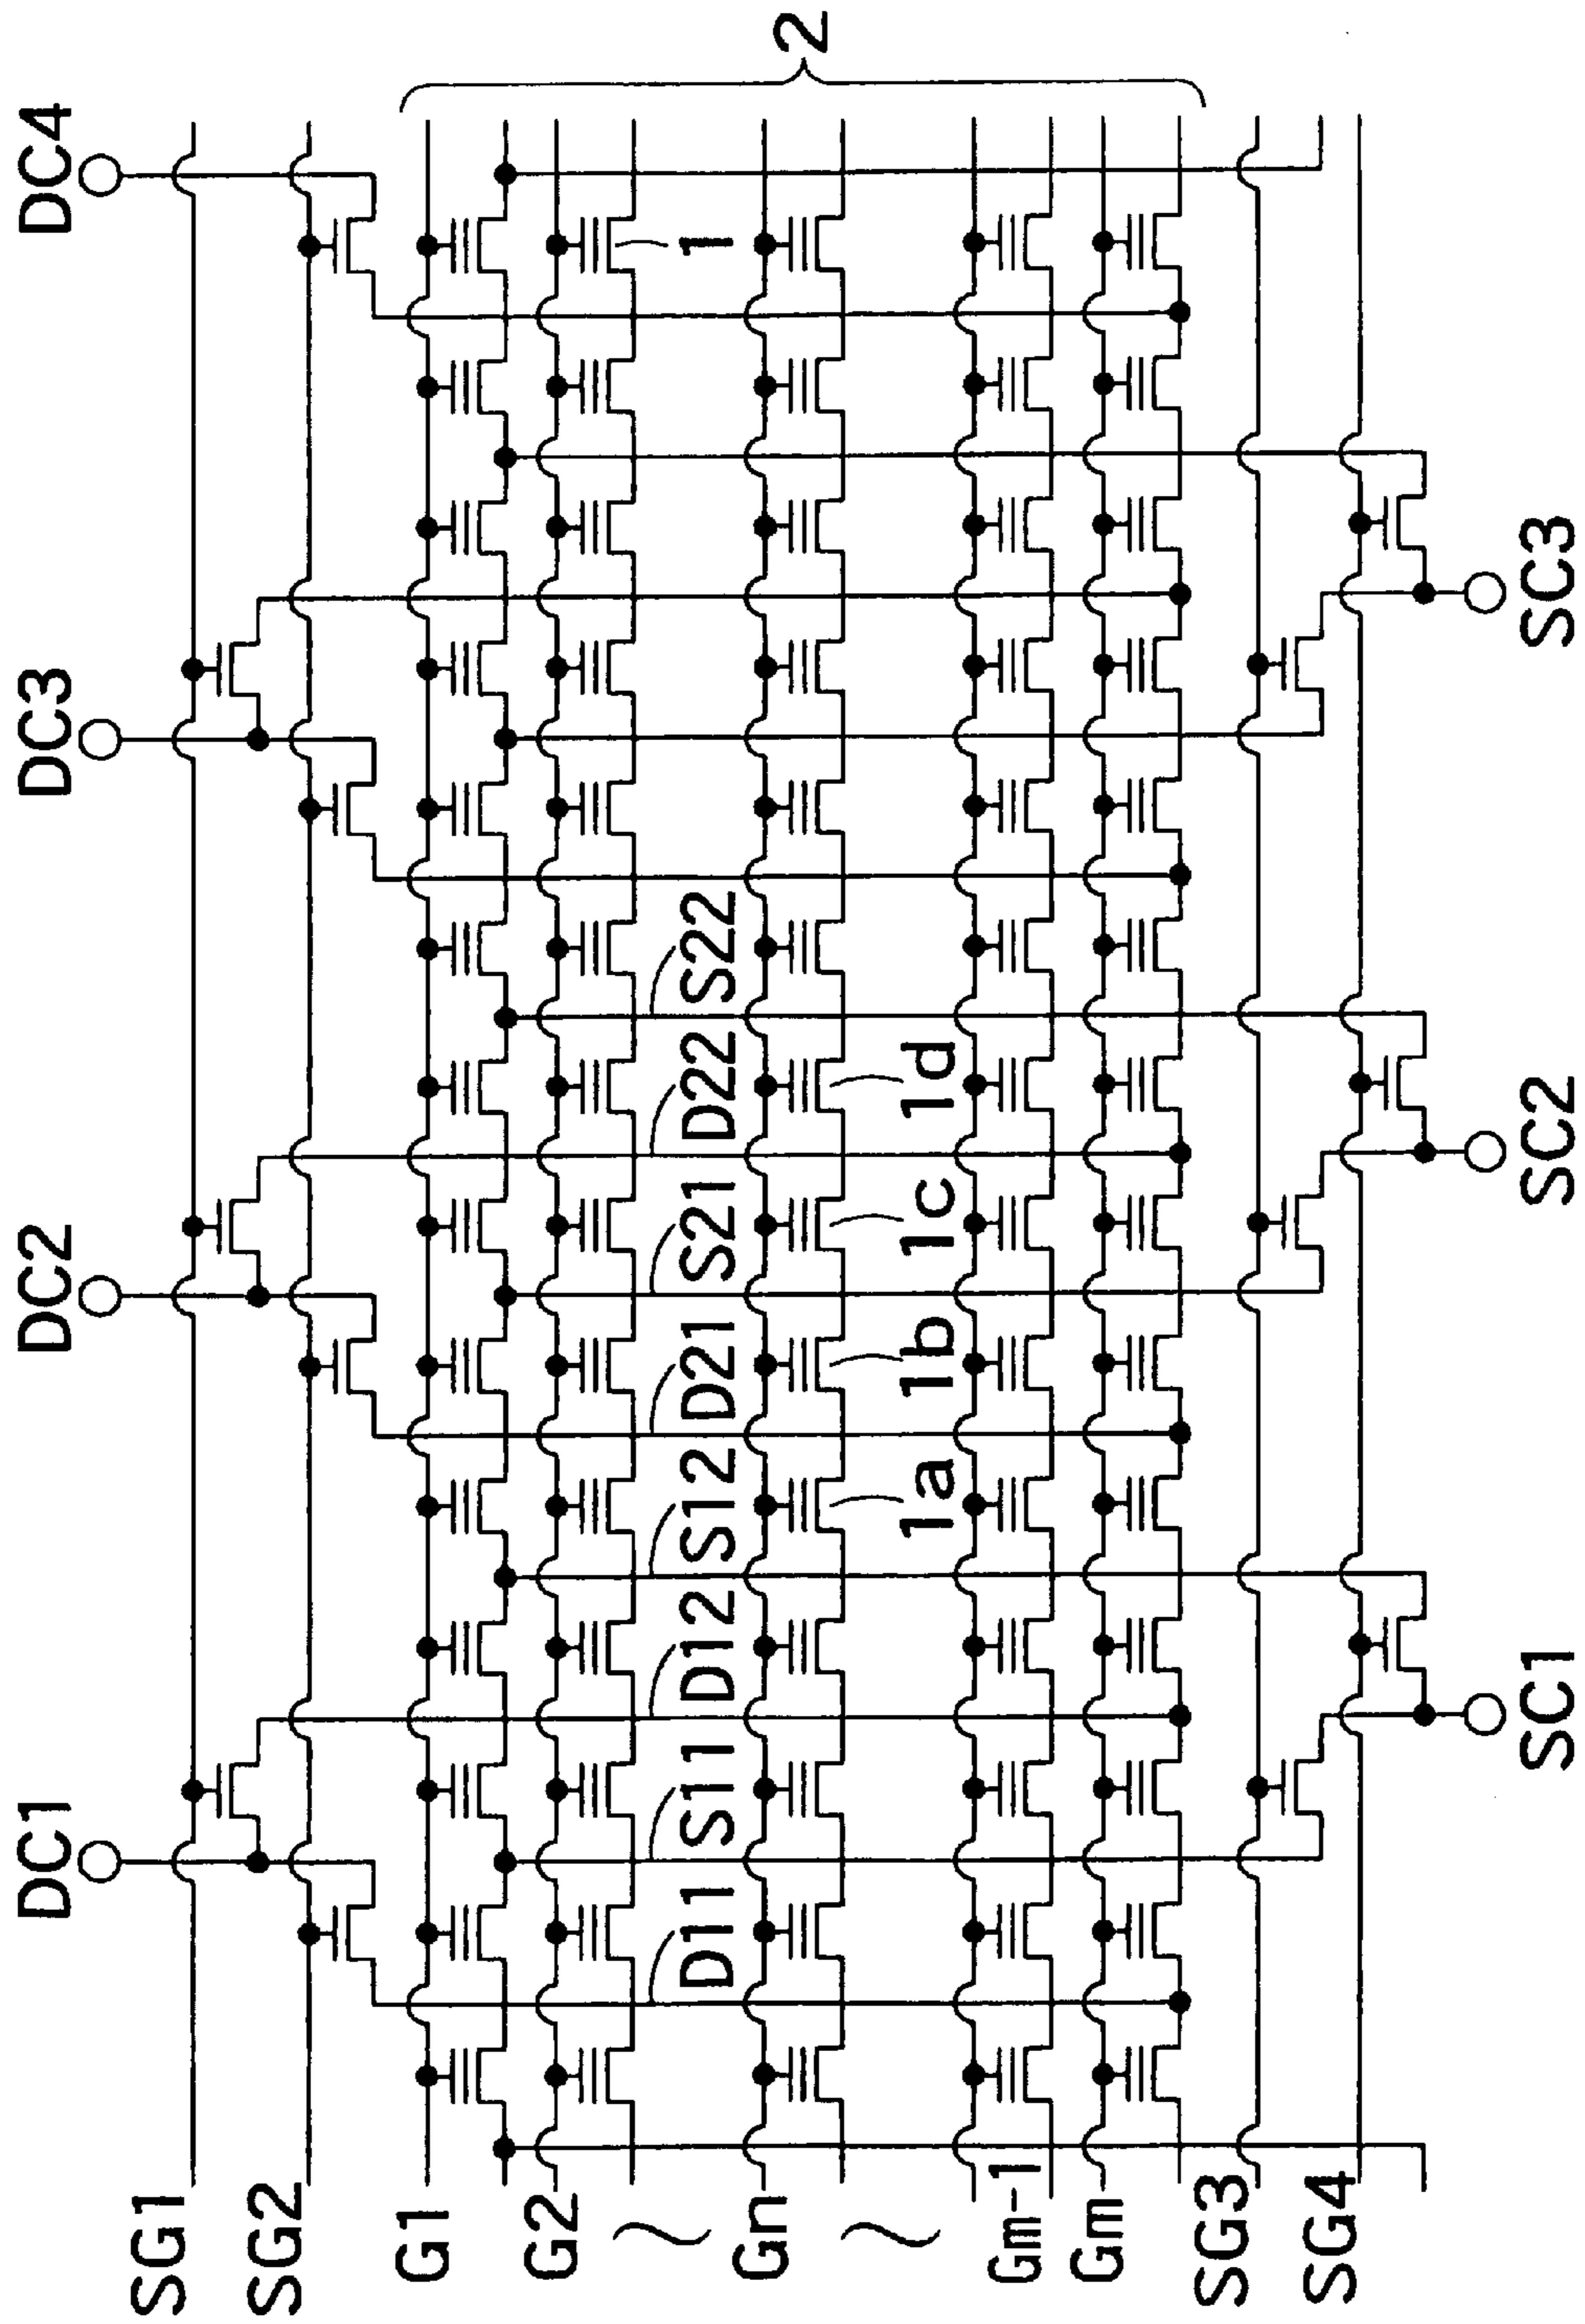 DC1 DC2 DC3 DC4
SG1
SG2
G1
G2
1
~
D11 S11 D12 S12 D21 S21 D22 S22
Gn
2
~
1a 1b 1c 1d
Gm-1
Gm
SG3
SG4
SC1 SC2 SC3